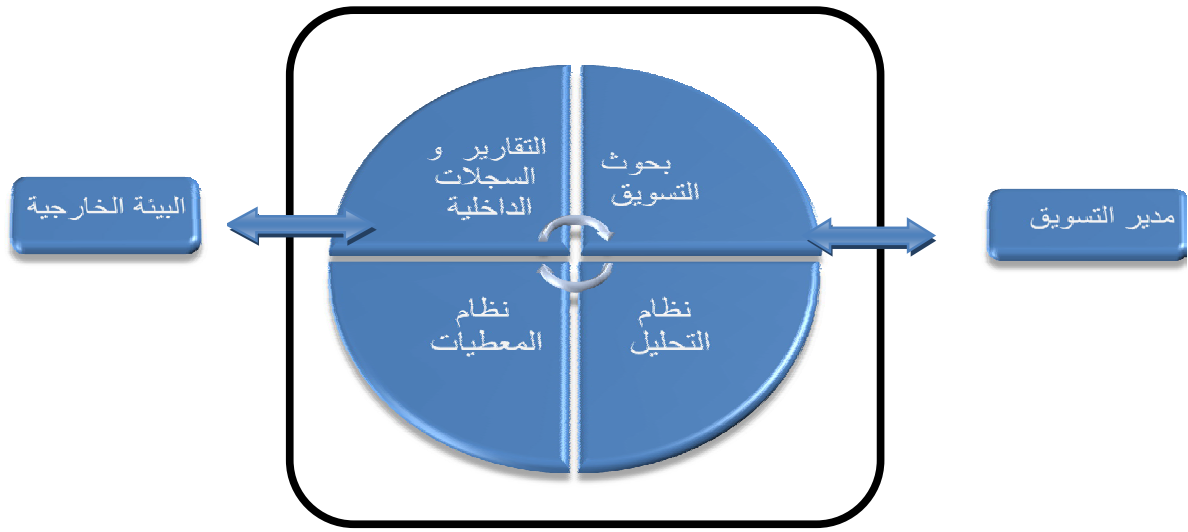 بحوث
التسويق
التقارير و
السجلات
الداخلية
مدير التسويق
البيئة الخارجية
نظام
التحليل
نظام
المعطيات